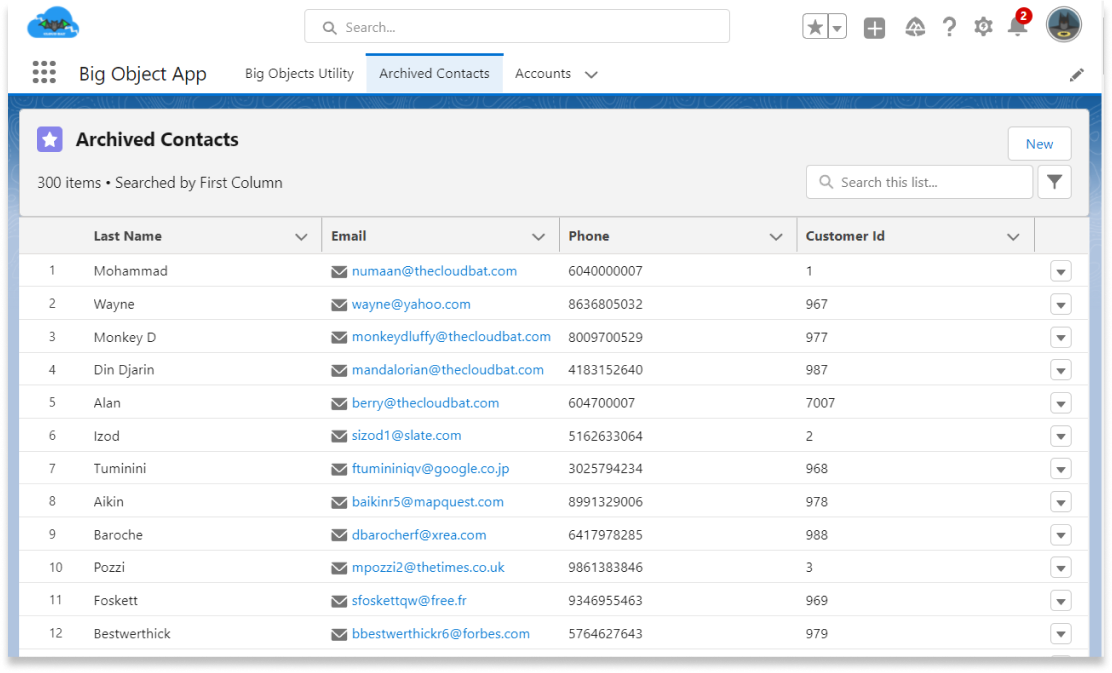 Search...
2
Big Object App Big Objects Utility Archived Contacts Accounts
Archived Contacts
New
300 items • Searched by First Column
Search this list...
Last Name Email Phone Customer Id
1 Mohammad numaan@thecloudbat.com 6040000007 1
2 Wayne wayne@yahoo.com 8636805032 967
3 Monkey D monkeydluffy@thecloudbat.com 8009700529 977
4 Din Djarin mandalorian@thecloudbat.com 4183152640 987
5 Alan berry@thecloudbat.com 604700007 7007
6 Izod sizod1@slate.com 5162633064 2
7 Tuminini ftumininiqv@google.co.jp 3025794234 968
8 Aikin baikinr5@mapquest.com 8991329006 978
9 Baroche dbarocherf@xrea.com 6417978285 988
10 Pozzi mpozzi2@thetimes.co.uk 9861383846 3
11 Foskett sfoskettqw@free.fr 9346955463 969
12 Bestwerthick bbestwerthickr6@forbes.com 5764627643 979